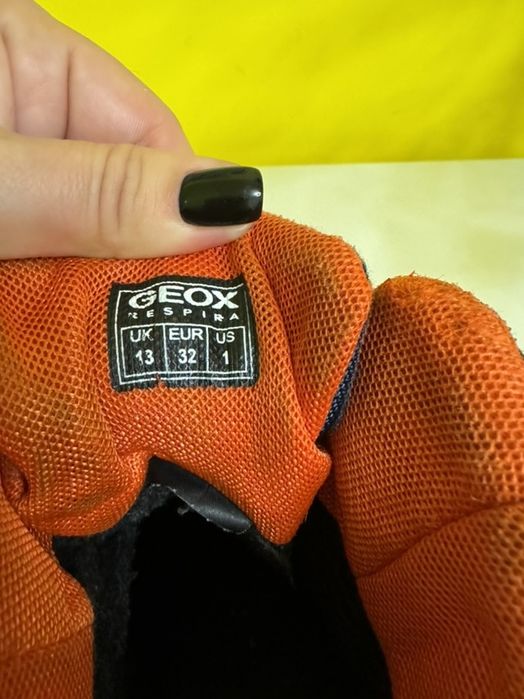 GEOX
RESPIRA
UK EUR US
13 32 1